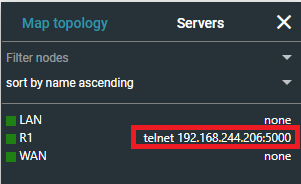 Map topology Servers
Filter nodes
sort by name ascending
LAN none
R1 telnet 192.168.244.206:5000
WAN none